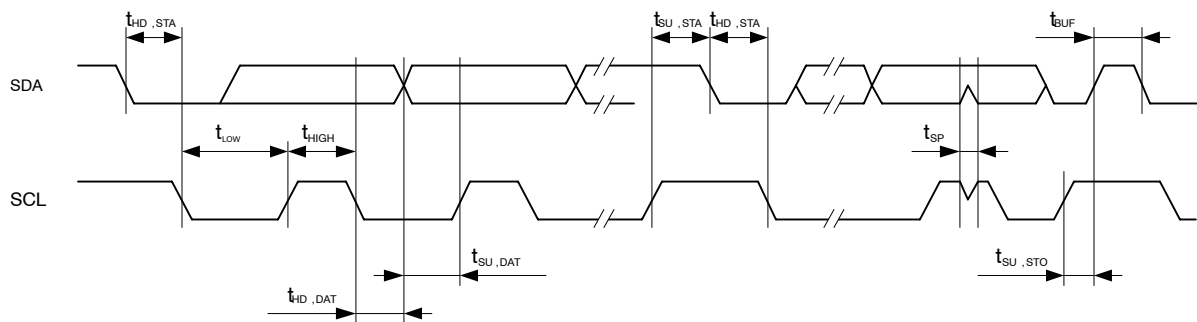 tHD,STA
tSU,STA
tHD,STA
tBUF
SDA
tLOW
tHIGH
tSP
SCL
tSU,DAT
tSU,STO
tHD,DAT